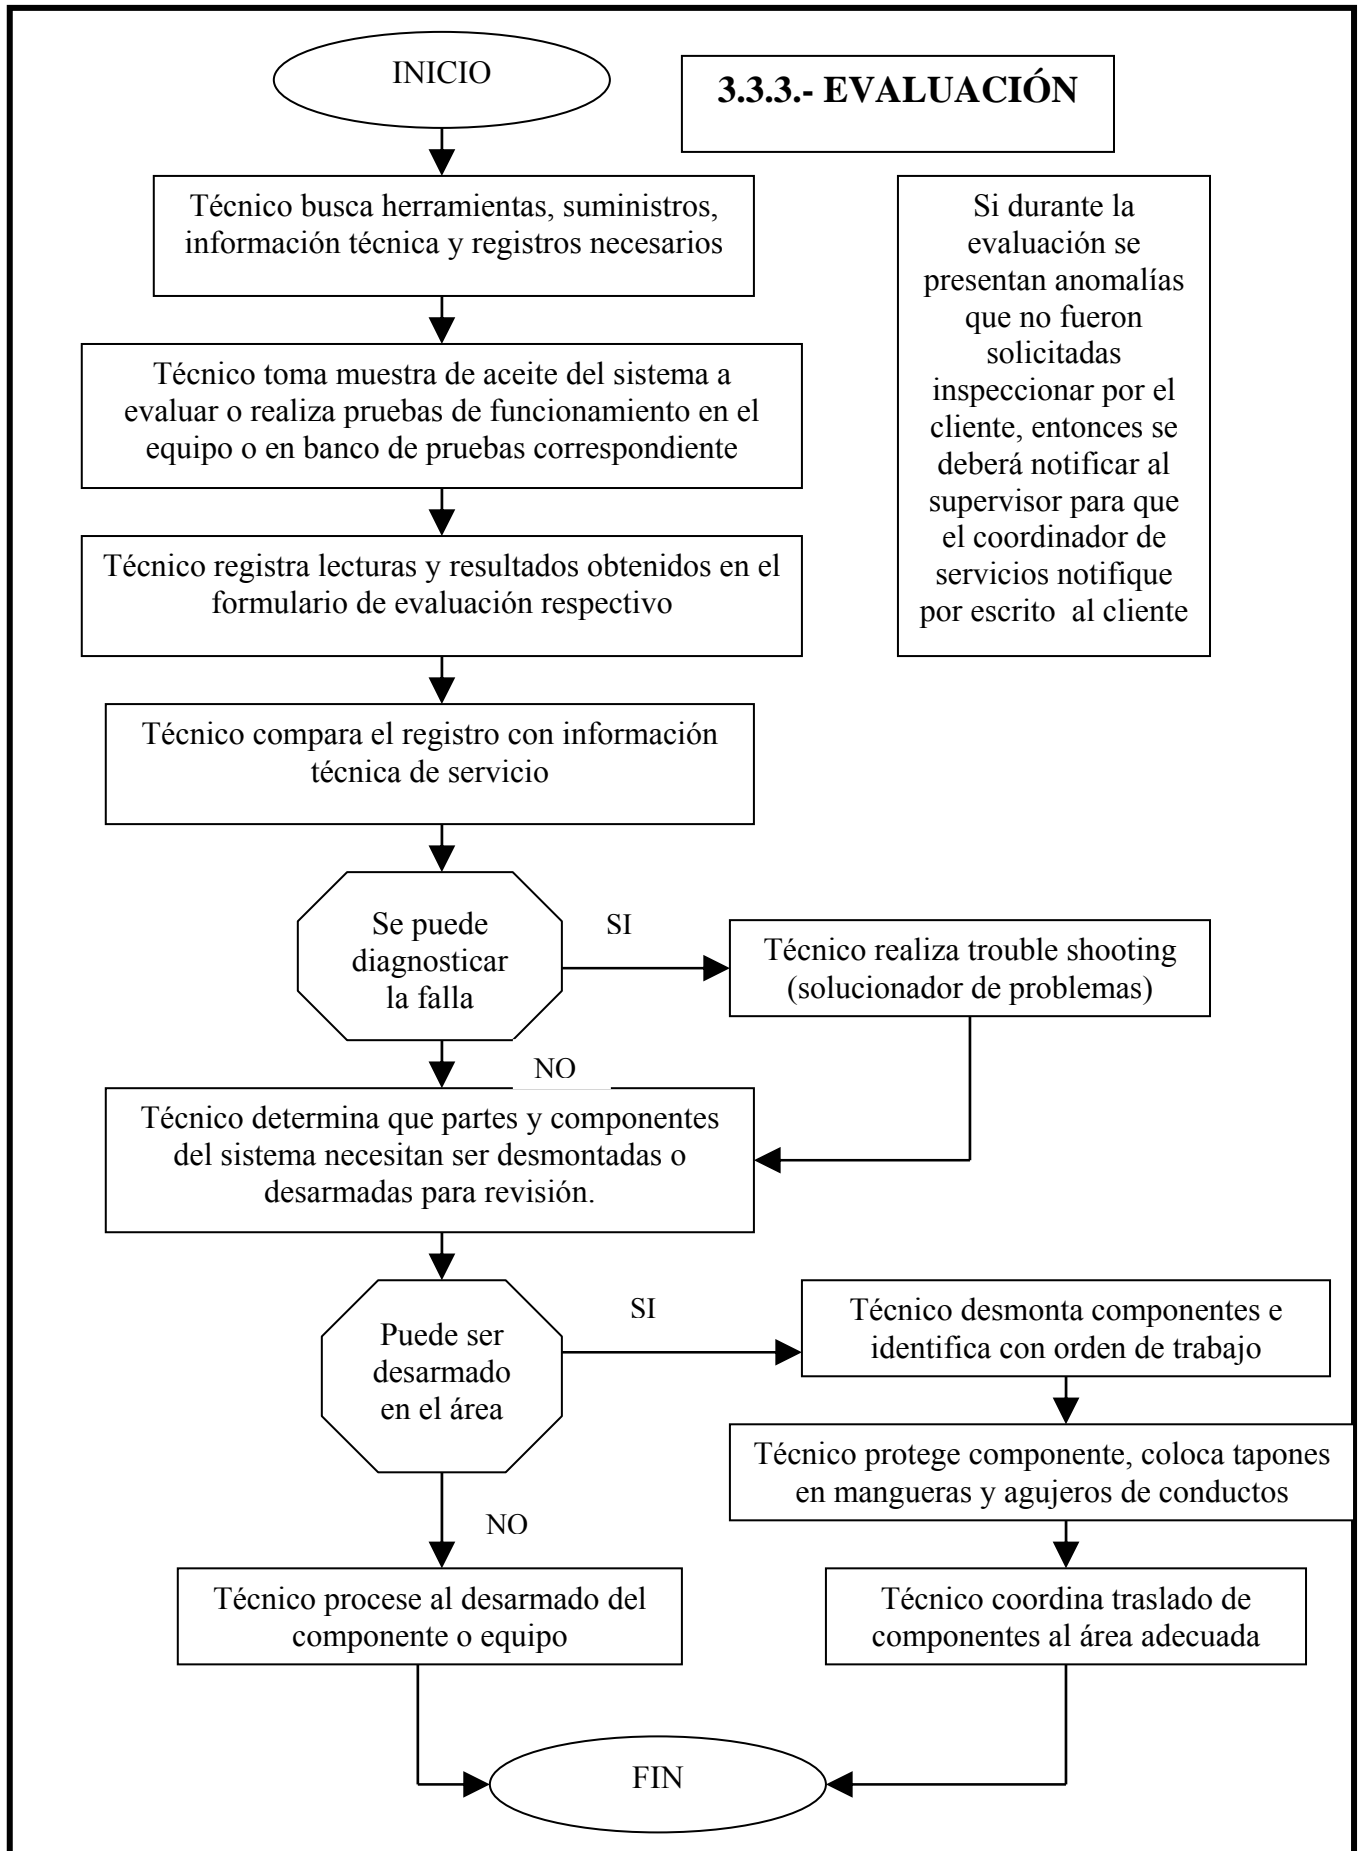 INICIO
3.3.3.- EVALUACIÓN
Técnico busca herramientas, suministros,
información técnica y registros necesarios
Si durante la
evaluación se
presentan anomalías
que no fueron
solicitadas
inspeccionar por el
cliente, entonces se
deberá notificar al
supervisor para que
el coordinador de
servicios notifique
por escrito  al cliente
Técnico toma muestra de aceite del sistema a
evaluar o realiza pruebas de funcionamiento en el
equipo o en banco de pruebas correspondiente
Técnico registra lecturas y resultados obtenidos en el
formulario de evaluación respectivo
Técnico compara el registro con información
técnica de servicio
Se puede
diagnosticar
la falla
SI
Técnico realiza trouble shooting
(solucionador de problemas)
NO
Técnico determina que partes y componentes
del sistema necesitan ser desmontadas o
desarmadas para revisión.
Puede ser
desarmado
en el área
SI
Técnico desmonta componentes e
identifica con orden de trabajo
Técnico protege componente, coloca tapones
en mangueras y agujeros de conductos
NO
Técnico procese al desarmado del
componente o equipo
Técnico coordina traslado de
componentes al área adecuada
FIN